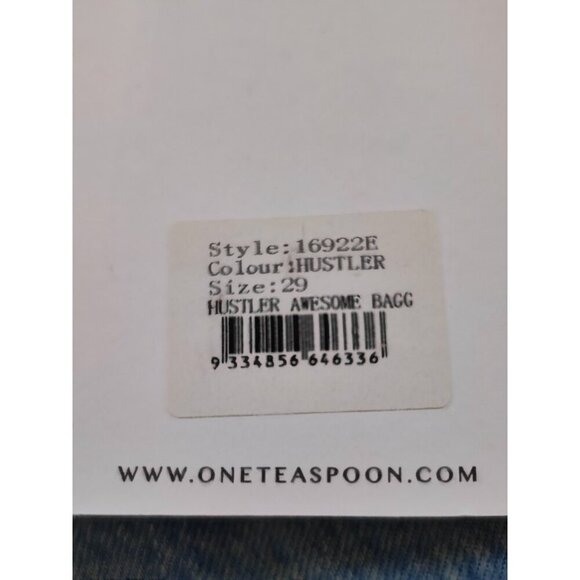 Style:16922E
Colour:HUSTLER
Size:29
HUSTLER AWESOME BAGG
9 334856 646336
WWW.ONETEASPOON.COM